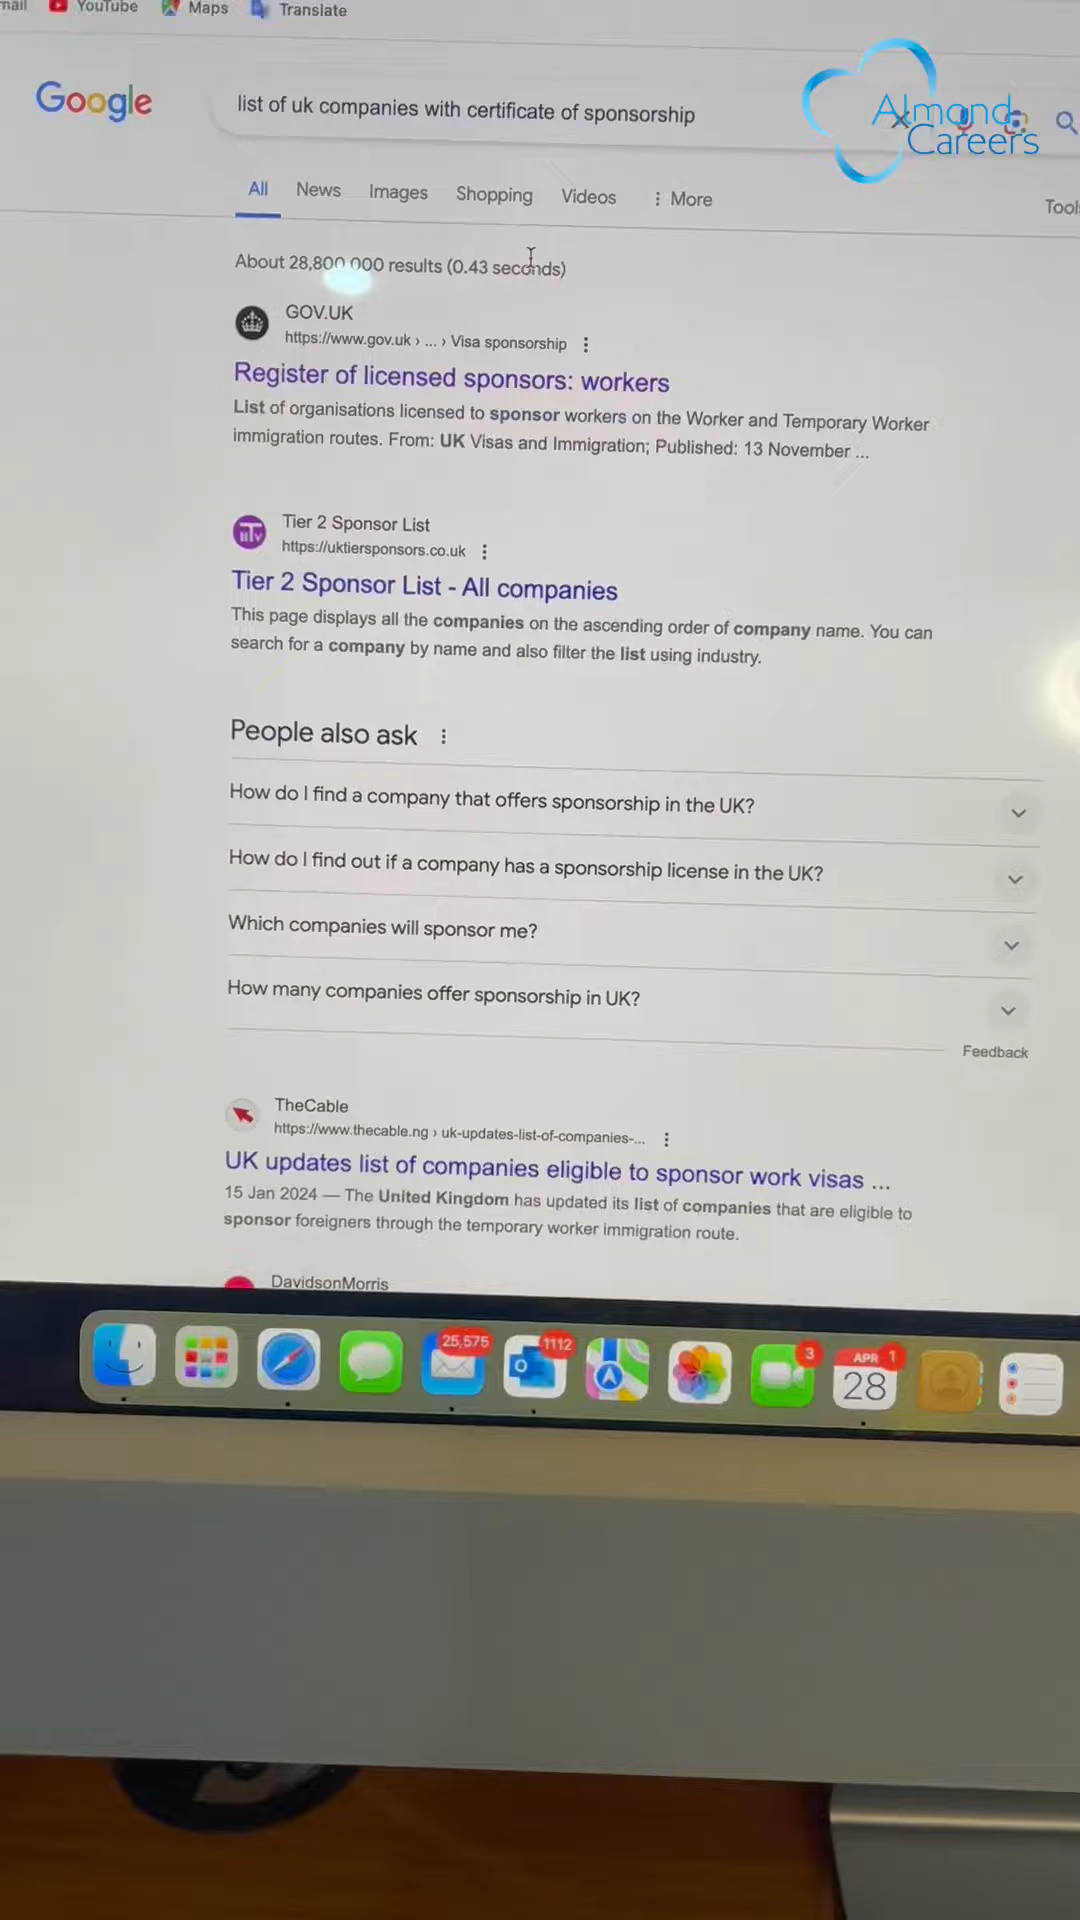 YouTube
Maps
Translate
Google
list of uk companies with certificate of sponsorship
Almond
Careers
All
News
Images
Shopping
Videos
More
About 28,800,000 results (0.43 seconds)
GOV.UK
https://www.gov.uk › ... › Visa sponsorship
Register of licensed sponsors: workers
List of organisations licensed to sponsor workers on the Worker and Temporary Worker
immigration routes. From: UK Visas and Immigration; Published: 13 November ...
Tier 2 Sponsor List
https://uktiersponsors.co.uk
Tier 2 Sponsor List - All companies
This page displays all the companies on the ascending order of company name. You can
search for a company by name and also filter the list using industry.
People also ask
How do I find a company that offers sponsorship in the UK?
How do I find out if a company has a sponsorship license in the UK?
Which companies will sponsor me?
How many companies offer sponsorship in UK?
Feedback
TheCable
https://www.thecable.ng › uk-updates-list-of-companies-...
UK updates list of companies eligible to sponsor work visas ...
15 Jan 2024 — The United Kingdom has updated its list of companies that are eligible to
sponsor foreigners through the temporary worker immigration route.
DavidsonMorris
25,575
1112
3
APR
1
28